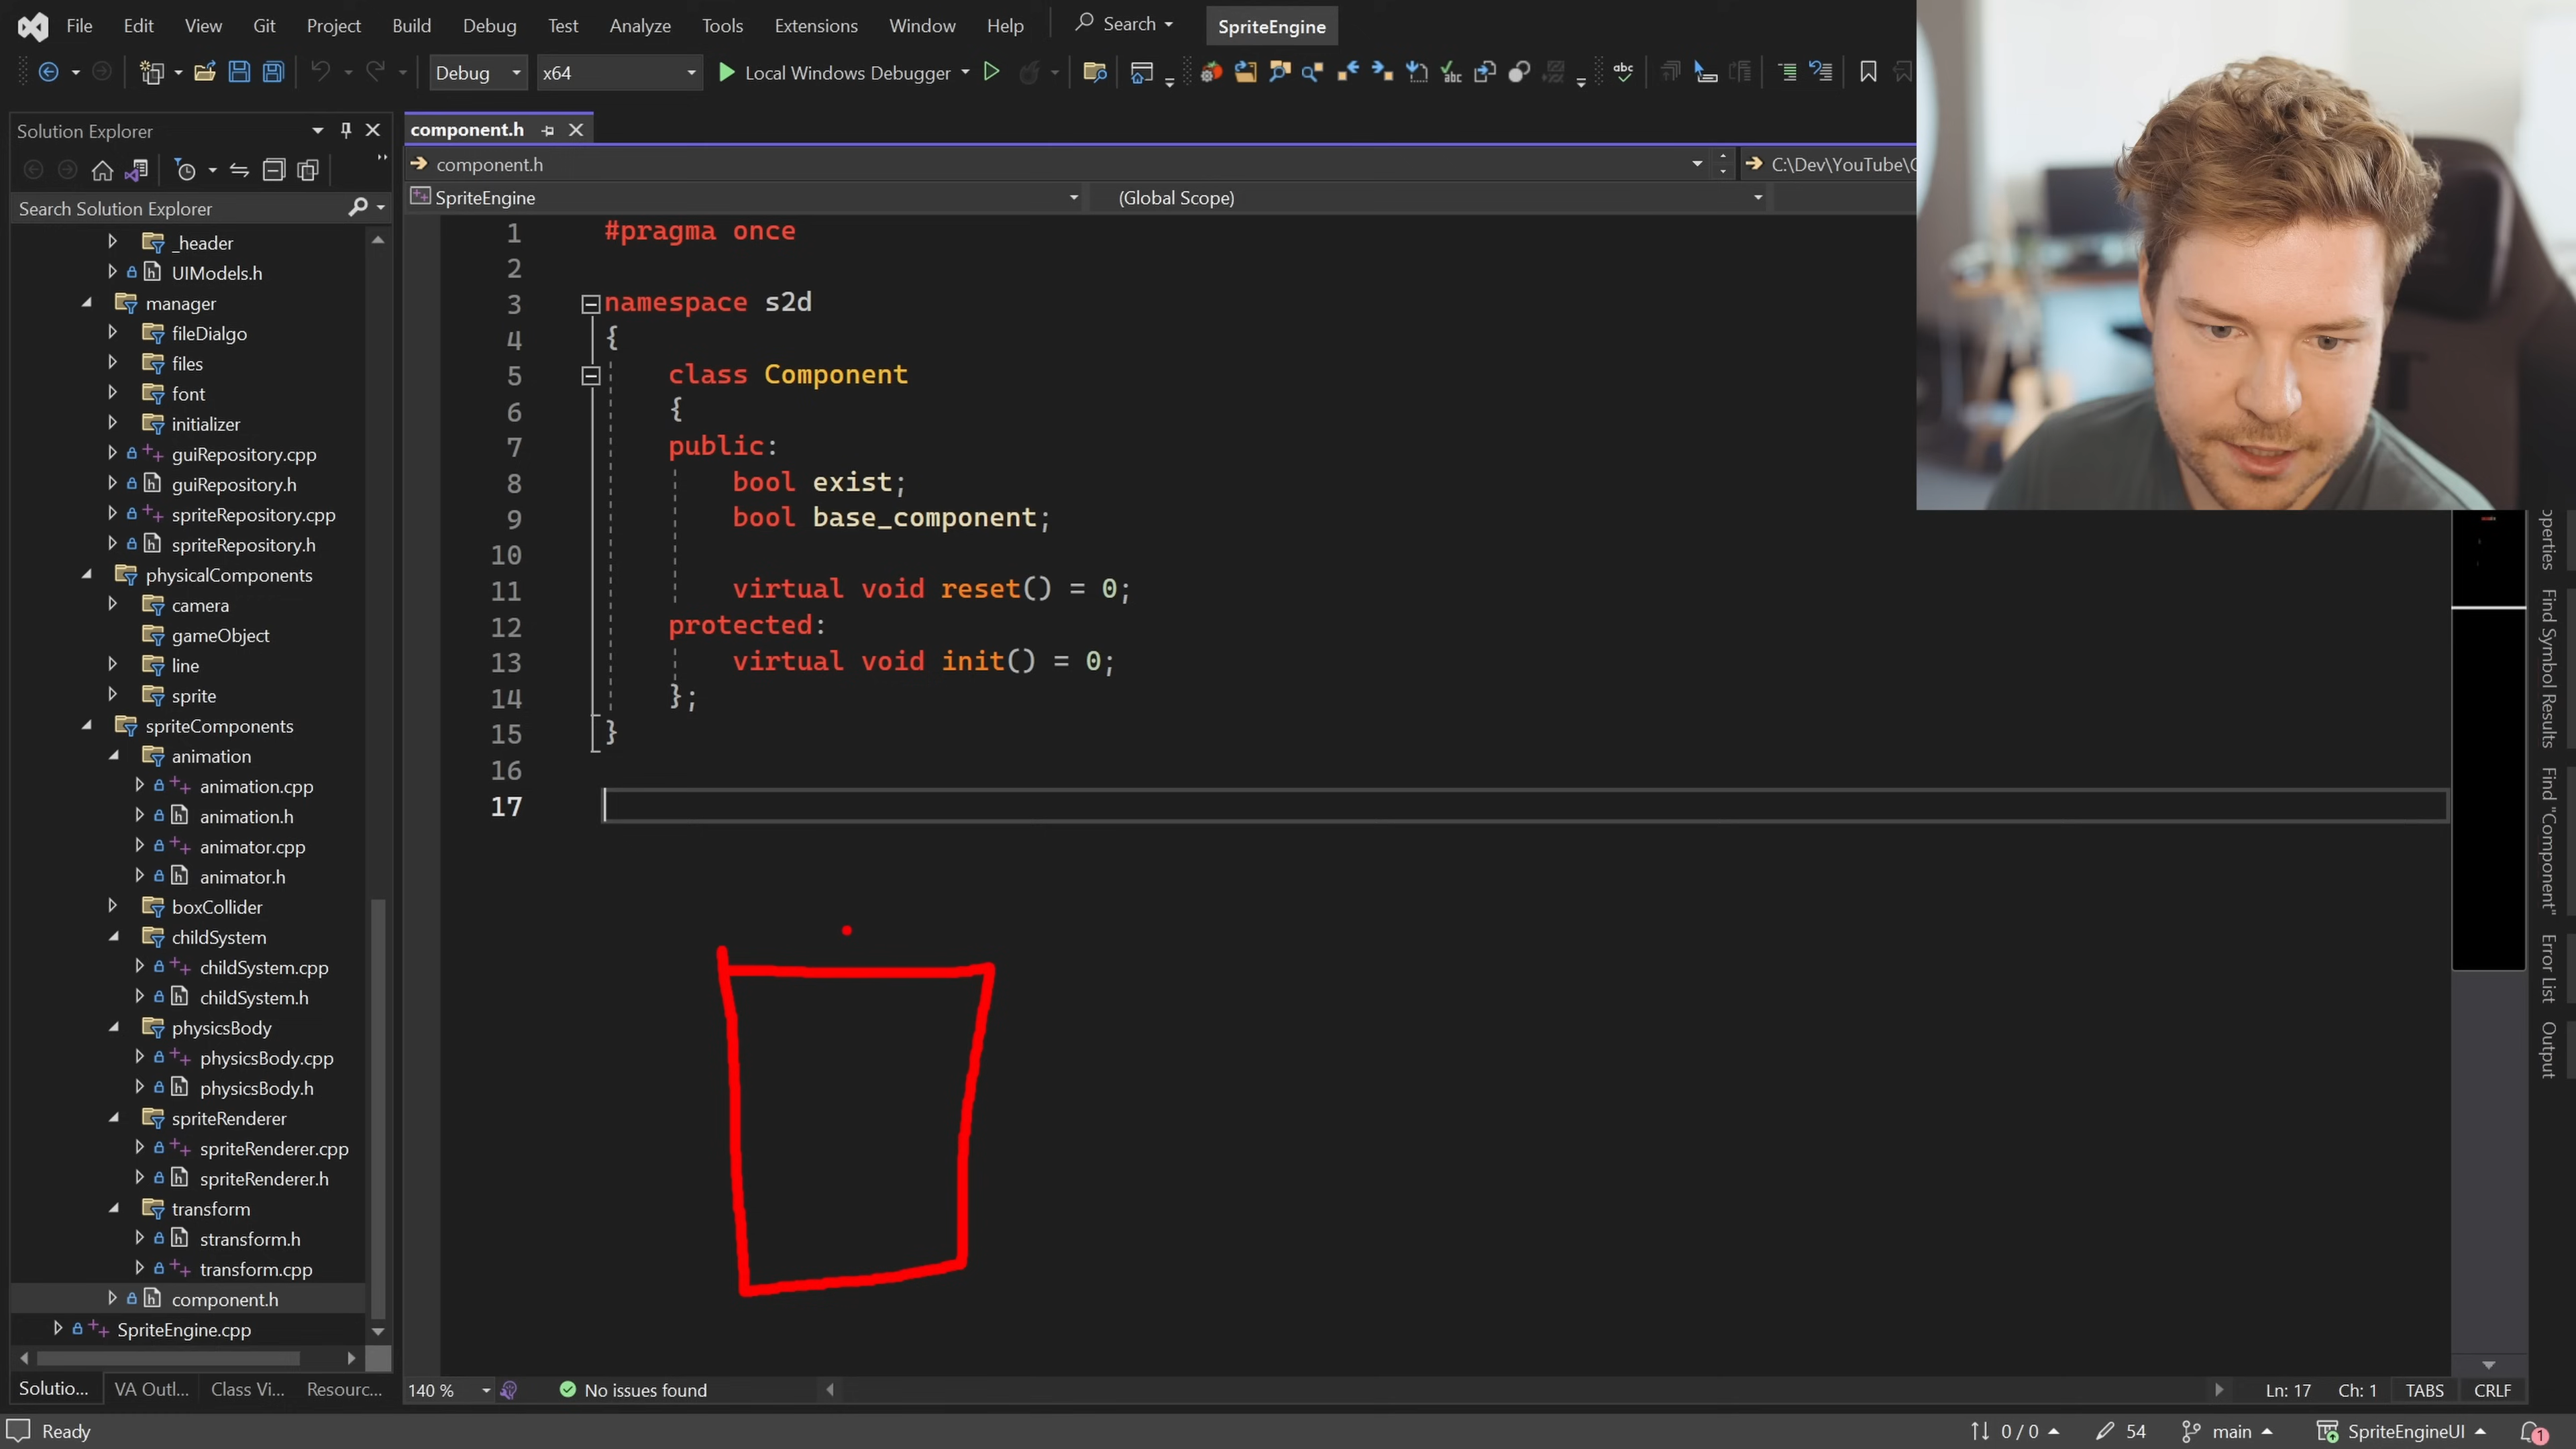 File Edit View Git Project Build Debug Test Analyze Tools Extensions Window Help Search SpriteEngine
Debug x64 Local Windows Debugger
Solution Explorer
Search Solution Explorer
_header
UIModels.h
manager
fileDialgo
files
font
initializer
guiRepository.cpp
guiRepository.h
spriteRepository.cpp
spriteRepository.h
physicalComponents
camera
gameObject
line
sprite
spriteComponents
animation
animation.cpp
animation.h
animator.cpp
animator.h
boxCollider
childSystem
childSystem.cpp
childSystem.h
physicsBody
physicsBody.cpp
physicsBody.h
spriteRenderer
spriteRenderer.cpp
spriteRenderer.h
transform
stransform.h
transform.cpp
component.h
SpriteEngine.cpp
Solutio... VA Outl... Class Vi... Resourc...
component.h
component.h C:\Dev\YouTube\
SpriteEngine (Global Scope)
1 #pragma once
2
3 namespace s2d
4 {
5 class Component
6 {
7 public:
8 bool exist;
9 bool base_component;
10
11 virtual void reset() = 0;
12 protected:
13 virtual void init() = 0;
14 };
15 }
16
17
140 % No issues found Ln: 17 Ch: 1 TABS CRLF
operties
Find Symbol Results
Find "Component"
Error List
Output
Ready 0 / 0 54 main SpriteEngineUI 1